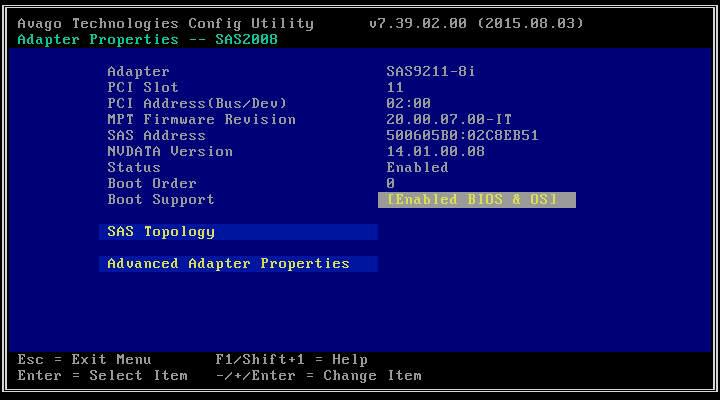 Avago Technologies Config Utility v7.39.02.00 (2015.08.03)
Adapter Properties -- SAS2008
Adapter SAS9211-8i
PCI Slot 11
PCI Address(Bus/Dev) 02:00
MPT Firmware Revision 20.00.07.00-IT
SAS Address 500605B0:02C8EB51
NVDATA Version 14.01.00.08
Status Enabled
Boot Order 0
Boot Support [Enabled BIOS & OS]
SAS Topology
Advanced Adapter Properties
Esc = Exit Menu F1/Shift+1 = Help
Enter = Select Item -/+/Enter = Change Item